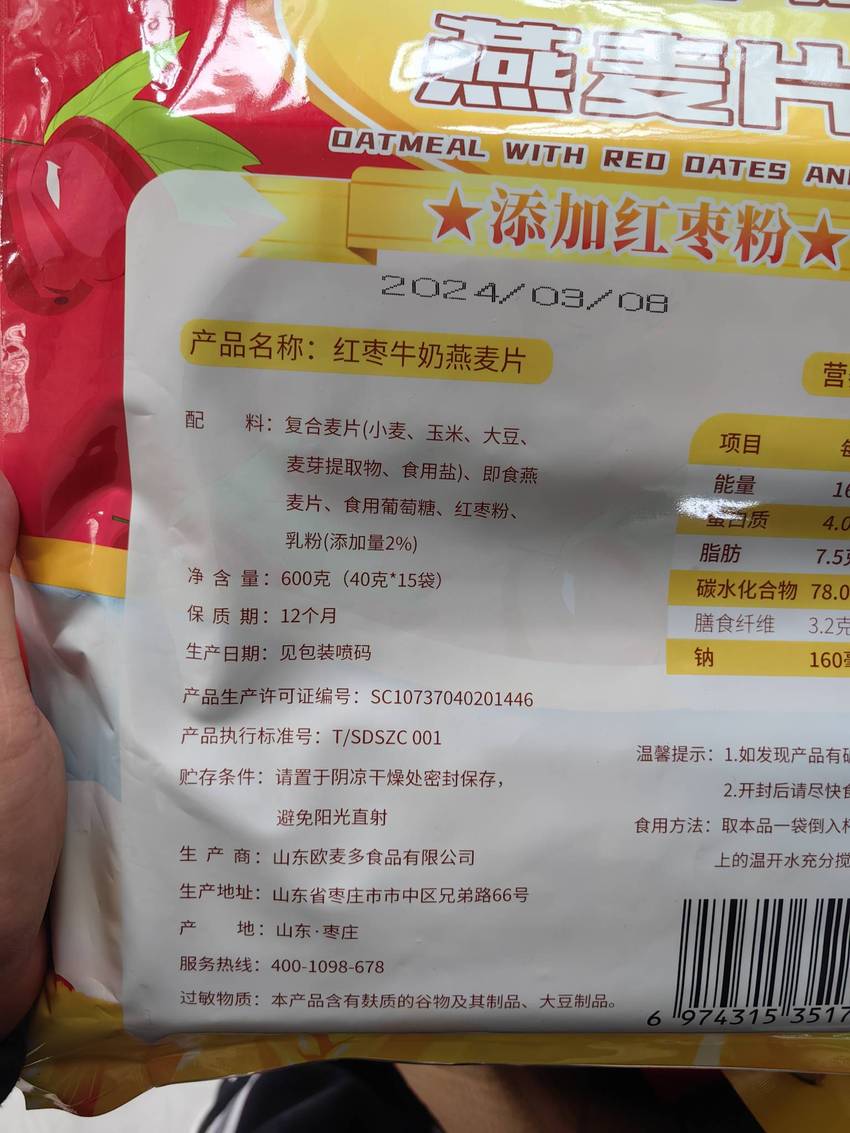 燕麦片
OATMEAL WITH RED DATES AN
★添加红枣粉★
2024/03/08
产品名称：红枣牛奶燕麦片
配 料：复合麦片(小麦、玉米、大豆、
麦芽提取物、食用盐)、即食燕
麦片、食用葡萄糖、红枣粉、
乳粉(添加量2%)
净 含 量：600克（40克*15袋）
保 质 期：12个月
生产日期：见包装喷码
产品生产许可证编号：SC10737040201446
产品执行标准号：T/SDSZC 001
贮存条件：请置于阴凉干燥处密封保存，
避免阳光直射
生 产 商：山东欧麦多食品有限公司
生产地址：山东省枣庄市市中区兄弟路66号
产 地：山东·枣庄
服务热线：400-1098-678
过敏物质：本产品含有麸质的谷物及其制品、大豆制品。
营
项目
能量 16
蛋白质 4.0
脂肪 7.5
碳水化合物 78.0
膳食纤维 3.2克
钠 160
温馨提示：1.如发现产品有
2.开封后请尽快
食用方法：取本品一袋倒入
上的温开水充分搅
6 974315 3517